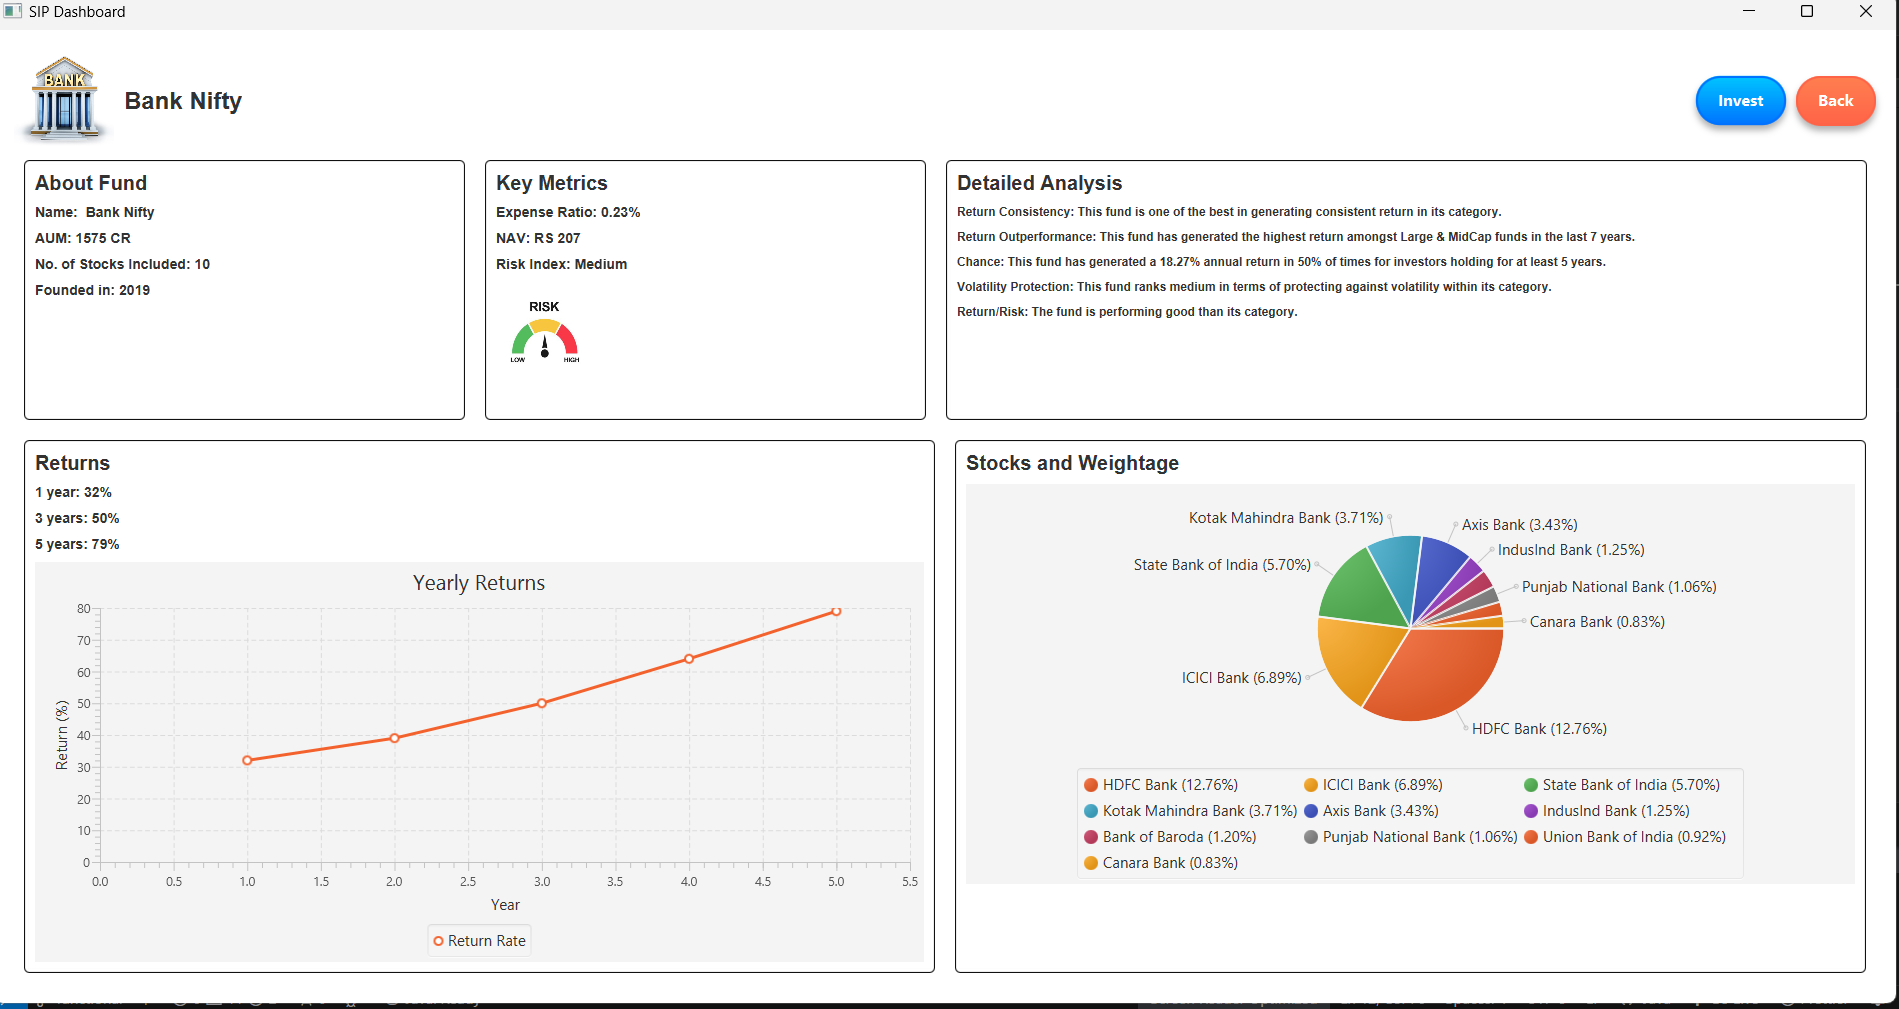 SIP Dashboard
BANK
Bank Nifty
Invest
Back
About Fund
Name:  Bank Nifty
AUM: 1575 CR
No. of Stocks Included: 10
Founded in: 2019
Key Metrics
Expense Ratio: 0.23%
NAV: RS 207
Risk Index: Medium
RISK
LOW
HIGH
Detailed Analysis
Return Consistency: This fund is one of the best in generating consistent return in its category.
Return Outperformance: This fund has generated the highest return amongst Large & MidCap funds in the last 7 years.
Chance: This fund has generated a 18.27% annual return in 50% of times for investors holding for at least 5 years.
Volatility Protection: This fund ranks medium in terms of protecting against volatility within its category.
Return/Risk: The fund is performing good than its category.
Returns
1 year: 32%
3 years: 50%
5 years: 79%
Yearly Returns
80
70
60
50
40
30
20
10
0
Return (%)
0.0 0.5 1.0 1.5 2.0 2.5 3.0 3.5 4.0 4.5 5.0 5.5
Year
Return Rate
Stocks and Weightage
Kotak Mahindra Bank (3.71%)
Axis Bank (3.43%)
IndusInd Bank (1.25%)
State Bank of India (5.70%)
Punjab National Bank (1.06%)
Canara Bank (0.83%)
ICICI Bank (6.89%)
HDFC Bank (12.76%)
HDFC Bank (12.76%) ICICI Bank (6.89%) State Bank of India (5.70%)
Kotak Mahindra Bank (3.71%) Axis Bank (3.43%) IndusInd Bank (1.25%)
Bank of Baroda (1.20%) Punjab National Bank (1.06%) Union Bank of India (0.92%)
Canara Bank (0.83%)